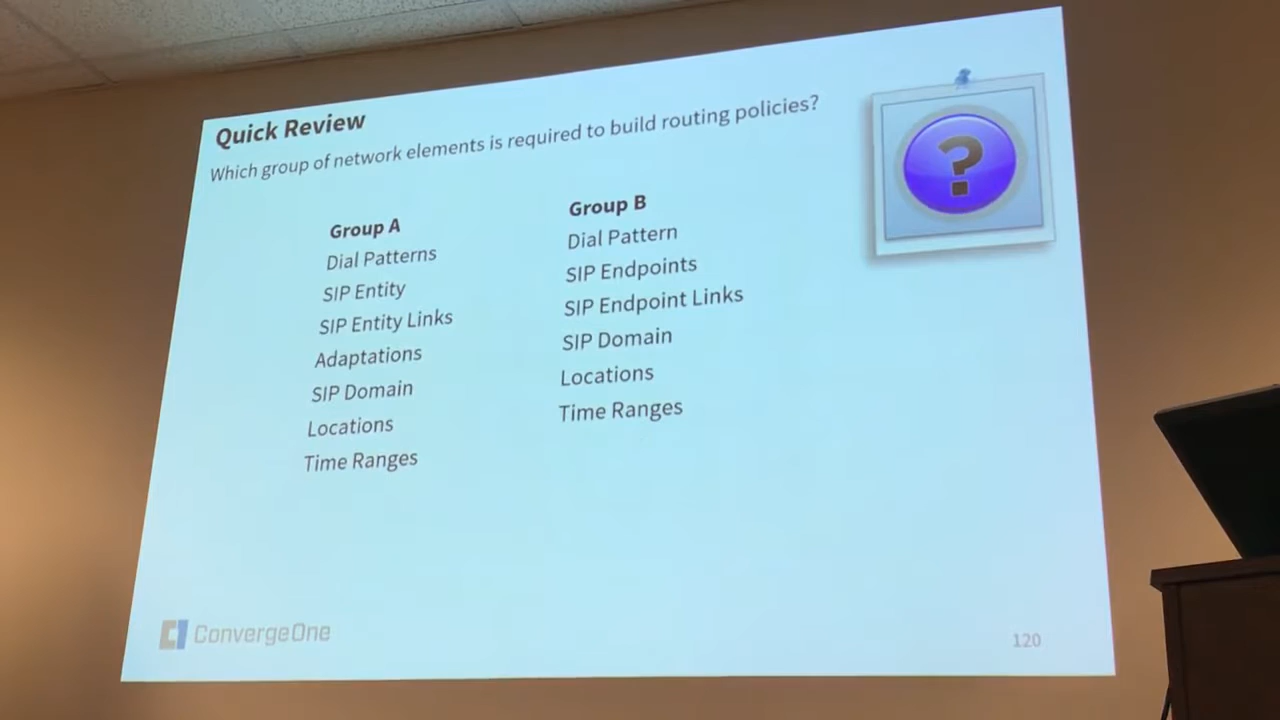 Quick Review
Which group of network elements is required to build routing policies?
Group A
Dial Patterns
SIP Entity
SIP Entity Links
Adaptations
SIP Domain
Locations
Time Ranges
Group B
Dial Pattern
SIP Endpoints
SIP Endpoint Links
SIP Domain
Locations
Time Ranges
?
ConvergeOne
120